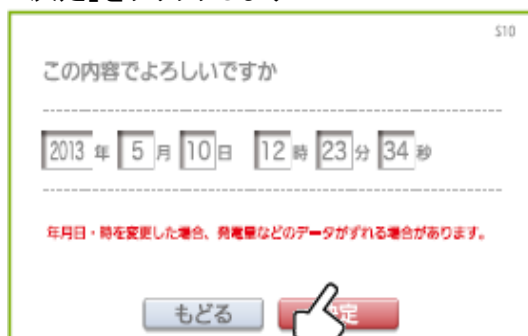 S10
この内容でよろしいですか
2013 年 5 月 10 日 12 時 23 分 34 秒
年月日・時を変更した場合、発電量などのデータがずれる場合があります。
もどる 定